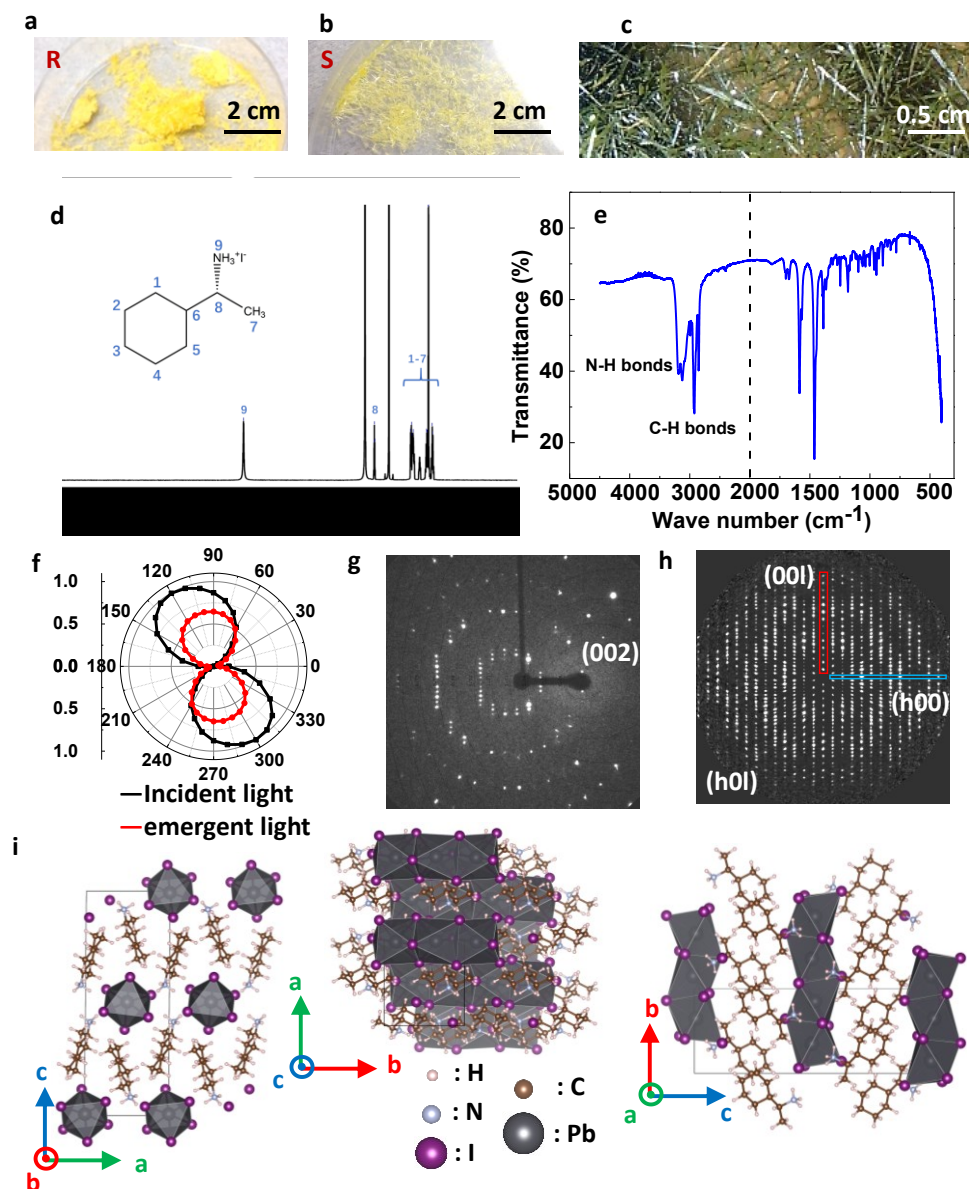 a
R
2 cm
b
S
2 cm
c
0.5 cm
d
9
NH₃⁺I⁻
1
2
6
8
CH₃
7
3
5
4
1-7
9
8
e
80
60
40
20
Transmittance (%)
N-H bonds
C-H bonds
5000 4000 3000 2000 1000 500
Wave number (cm⁻¹)
f
90
120 60
150 30
180 0
210 330
240 300
270
1.0
0.5
0.0
0.5
1.0
Incident light
emergent light
g
(002)
h
(00l)
(h00)
(h0l)
i
c
b
a
a
c
b
: H
: C
: N
: I
: Pb
b
a
c